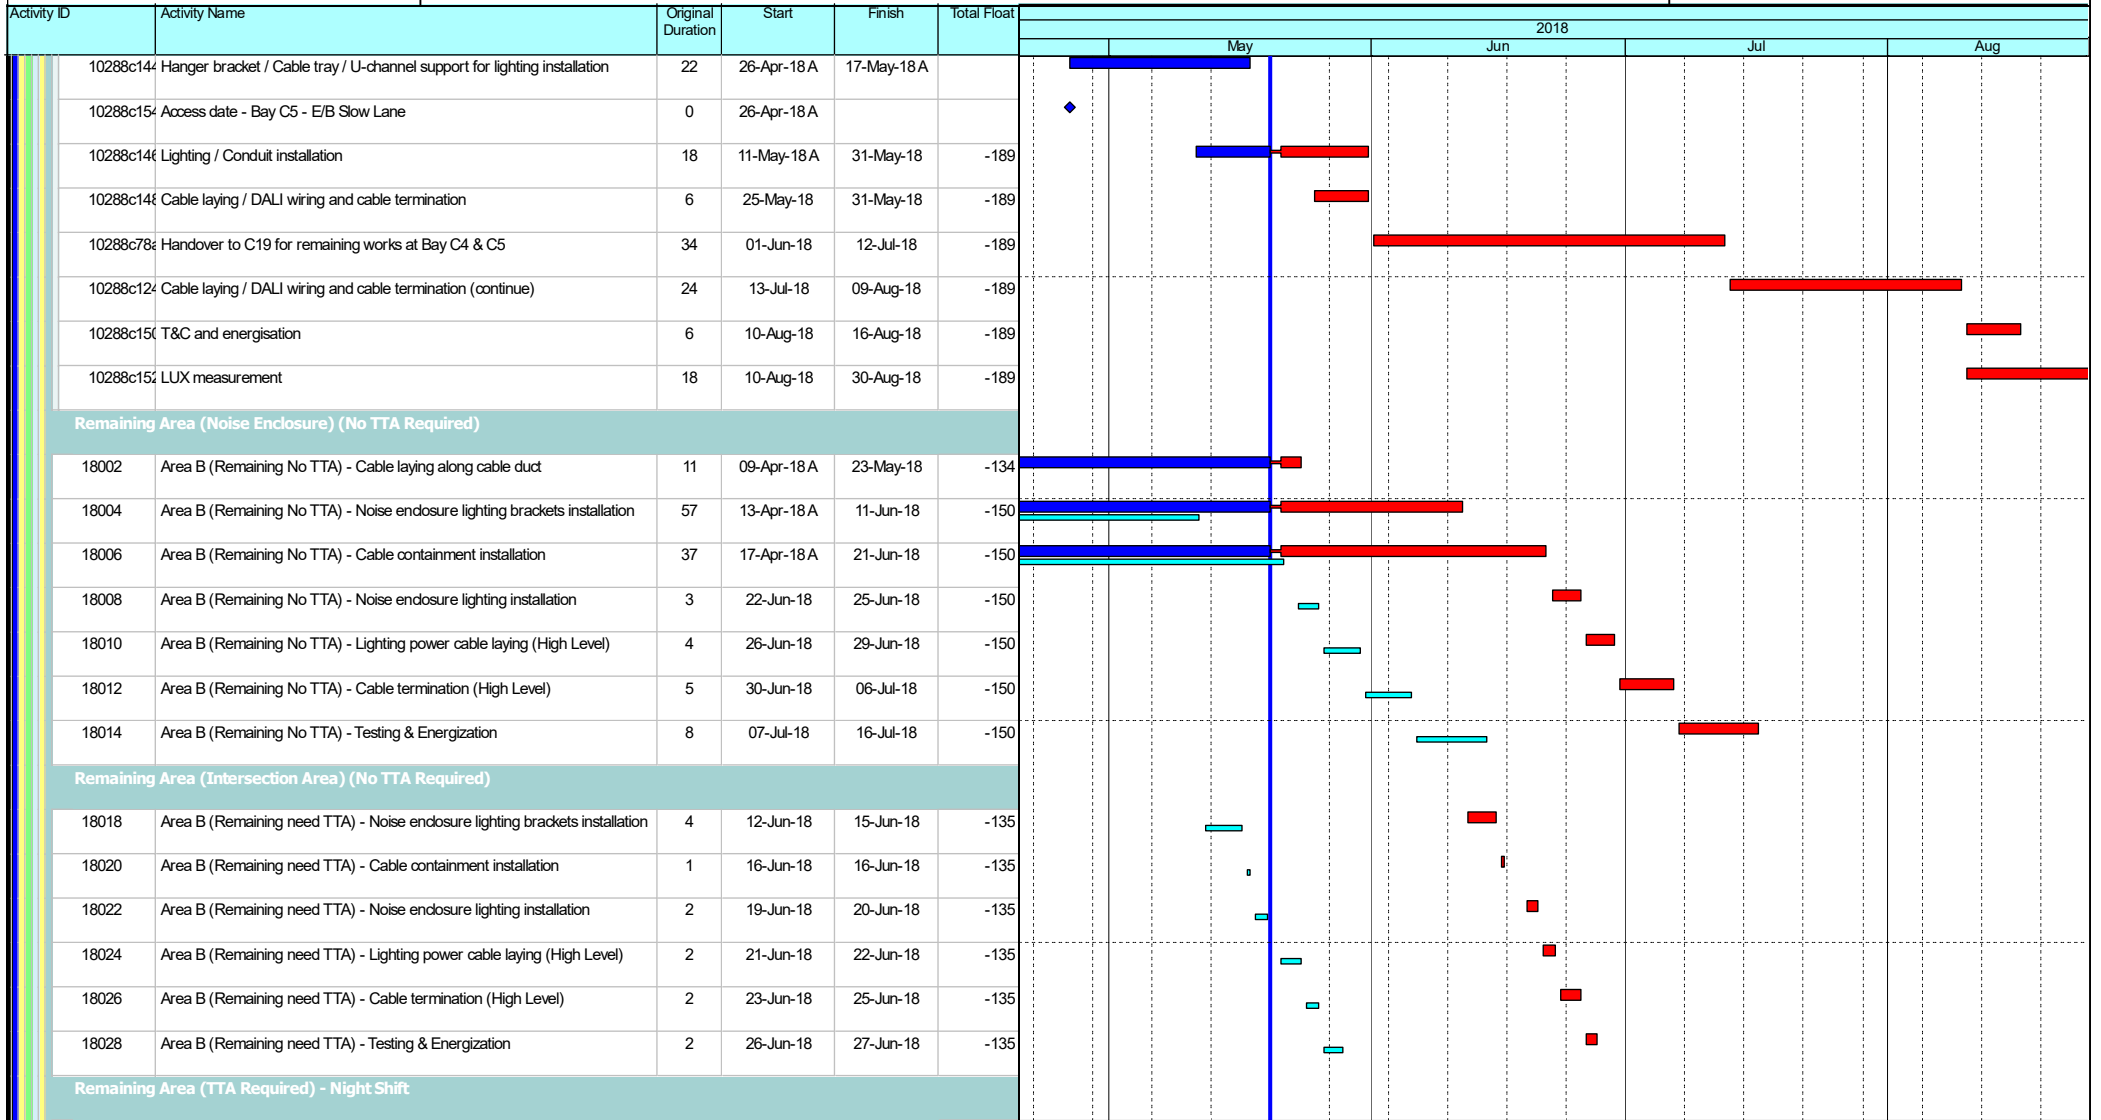 Activity ID Activity Name Original Duration Start Finish Total Float
2018
May Jun Jul Aug
10288c144 Hanger bracket / Cable tray / U-channel support for lighting installation 22 26-Apr-18 A 17-May-18 A
10288c154 Access date - Bay C5 - E/B Slow Lane 0 26-Apr-18 A
10288c146 Lighting / Conduit installation 18 11-May-18 A 31-May-18 -189
10288c148 Cable laying / DALI wiring and cable termination 6 25-May-18 31-May-18 -189
10288c78a Handover to C19 for remaining works at Bay C4 & C5 34 01-Jun-18 12-Jul-18 -189
10288c124 Cable laying / DALI wiring and cable termination (continue) 24 13-Jul-18 09-Aug-18 -189
10288c150 T&C and energisation 6 10-Aug-18 16-Aug-18 -189
10288c152 LUX measurement 18 10-Aug-18 30-Aug-18 -189
Remaining Area (Noise Enclosure) (No TTA Required)
18002 Area B (Remaining No TTA) - Cable laying along cable duct 11 09-Apr-18 A 23-May-18 -134
18004 Area B (Remaining No TTA) - Noise enclosure lighting brackets installation 57 13-Apr-18 A 11-Jun-18 -150
18006 Area B (Remaining No TTA) - Cable containment installation 37 17-Apr-18 A 21-Jun-18 -150
18008 Area B (Remaining No TTA) - Noise enclosure lighting installation 3 22-Jun-18 25-Jun-18 -150
18010 Area B (Remaining No TTA) - Lighting power cable laying (High Level) 4 26-Jun-18 29-Jun-18 -150
18012 Area B (Remaining No TTA) - Cable termination (High Level) 5 30-Jun-18 06-Jul-18 -150
18014 Area B (Remaining No TTA) - Testing & Energization 8 07-Jul-18 16-Jul-18 -150
Remaining Area (Intersection Area) (No TTA Required)
18018 Area B (Remaining need TTA) - Noise enclosure lighting brackets installation 4 12-Jun-18 15-Jun-18 -135
18020 Area B (Remaining need TTA) - Cable containment installation 1 16-Jun-18 16-Jun-18 -135
18022 Area B (Remaining need TTA) - Noise enclosure lighting installation 2 19-Jun-18 20-Jun-18 -135
18024 Area B (Remaining need TTA) - Lighting power cable laying (High Level) 2 21-Jun-18 22-Jun-18 -135
18026 Area B (Remaining need TTA) - Cable termination (High Level) 2 23-Jun-18 25-Jun-18 -135
18028 Area B (Remaining need TTA) - Testing & Energization 2 26-Jun-18 27-Jun-18 -135
Remaining Area (TTA Required) - Night Shift